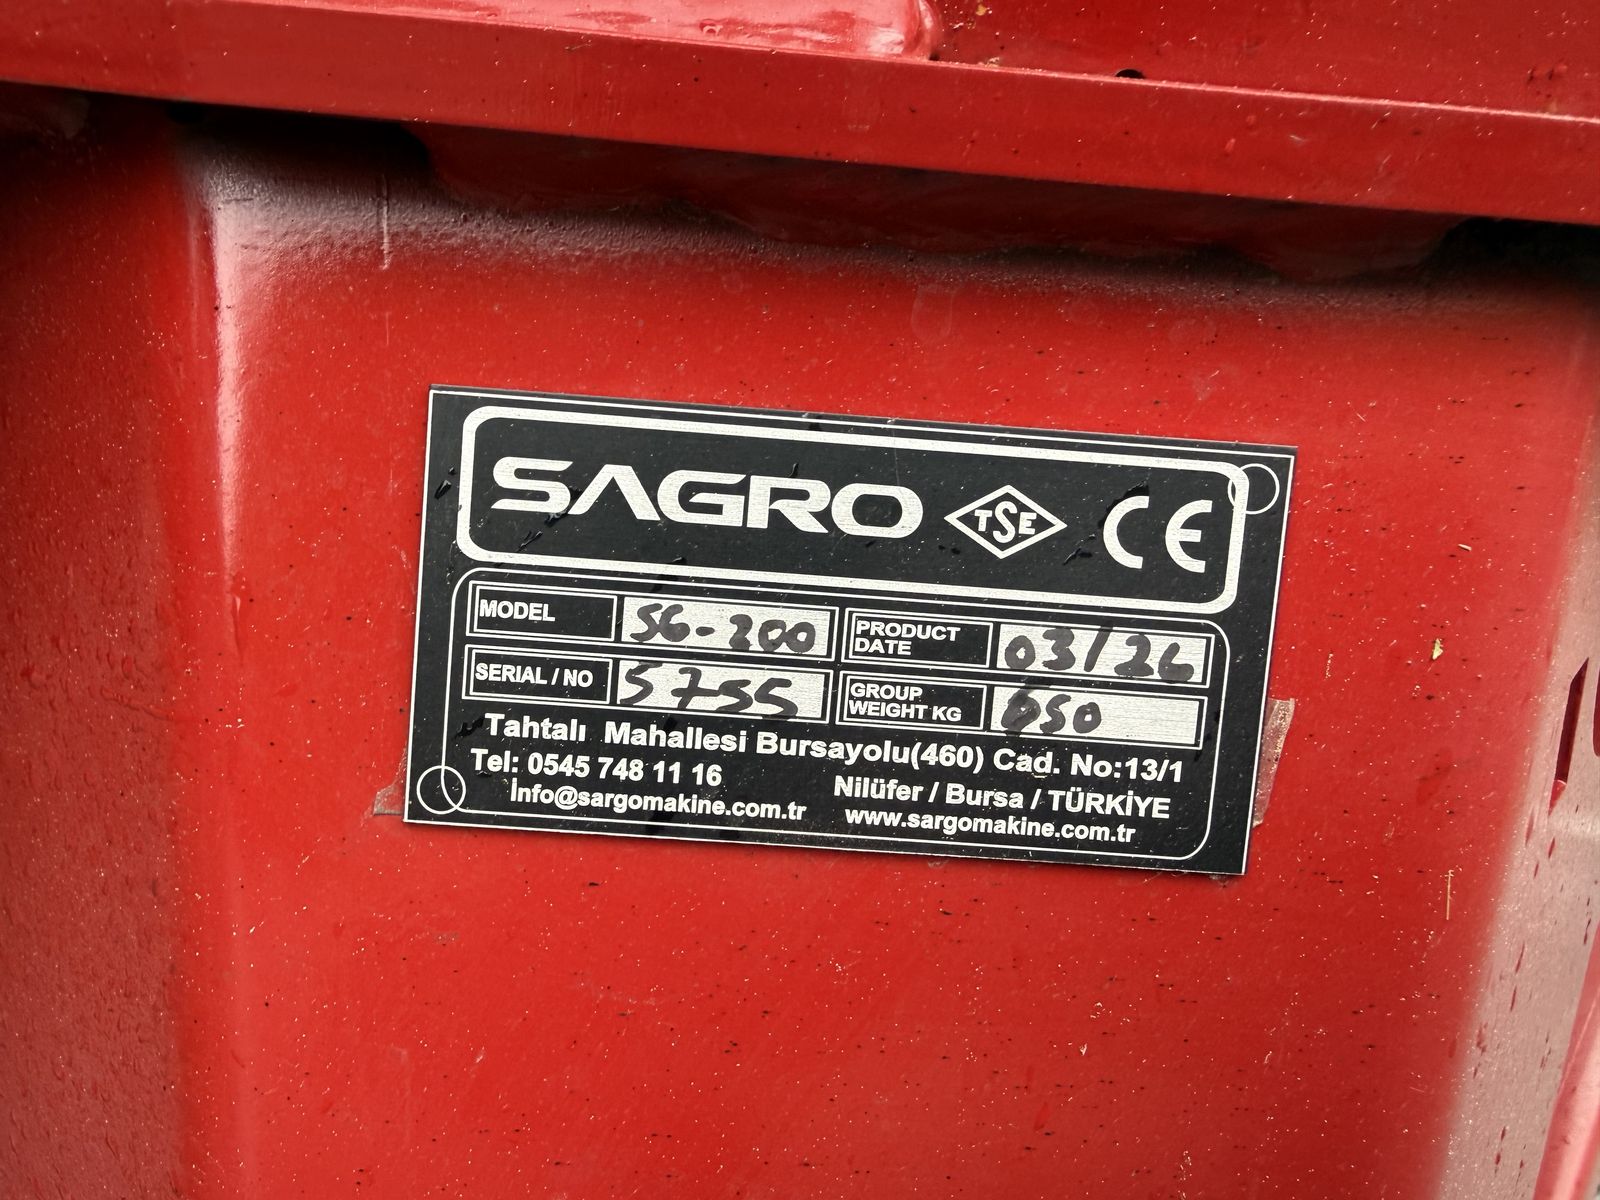 SAGRO TSE CE
MODEL SG-200 PRODUCT DATE 03/26
SERIAL / NO 5755 GROUP WEIGHT KG 050
Tahtalı Mahallesi Bursayolu(460) Cad. No:13/1
Tel: 0545 748 11 16 Nilüfer / Bursa / TÜRKİYE
İnfo@sargomakine.com.tr www.sargomakine.com.tr